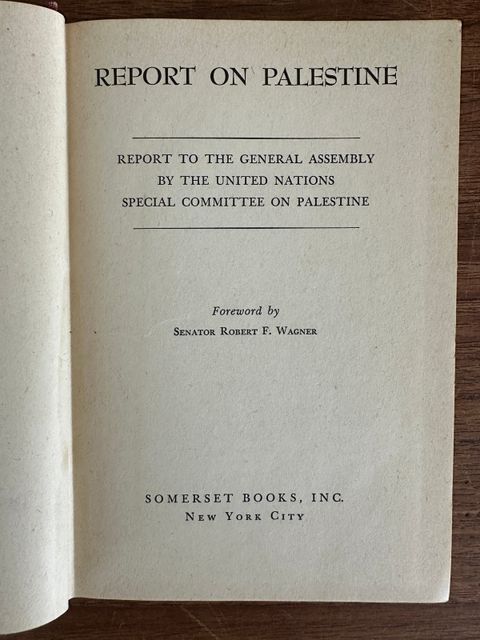 REPORT ON PALESTINE
REPORT TO THE GENERAL ASSEMBLY
BY THE UNITED NATIONS
SPECIAL COMMITTEE ON PALESTINE
Foreword by
SENATOR ROBERT F. WAGNER
SOMERSET BOOKS, INC.
NEW YORK CITY